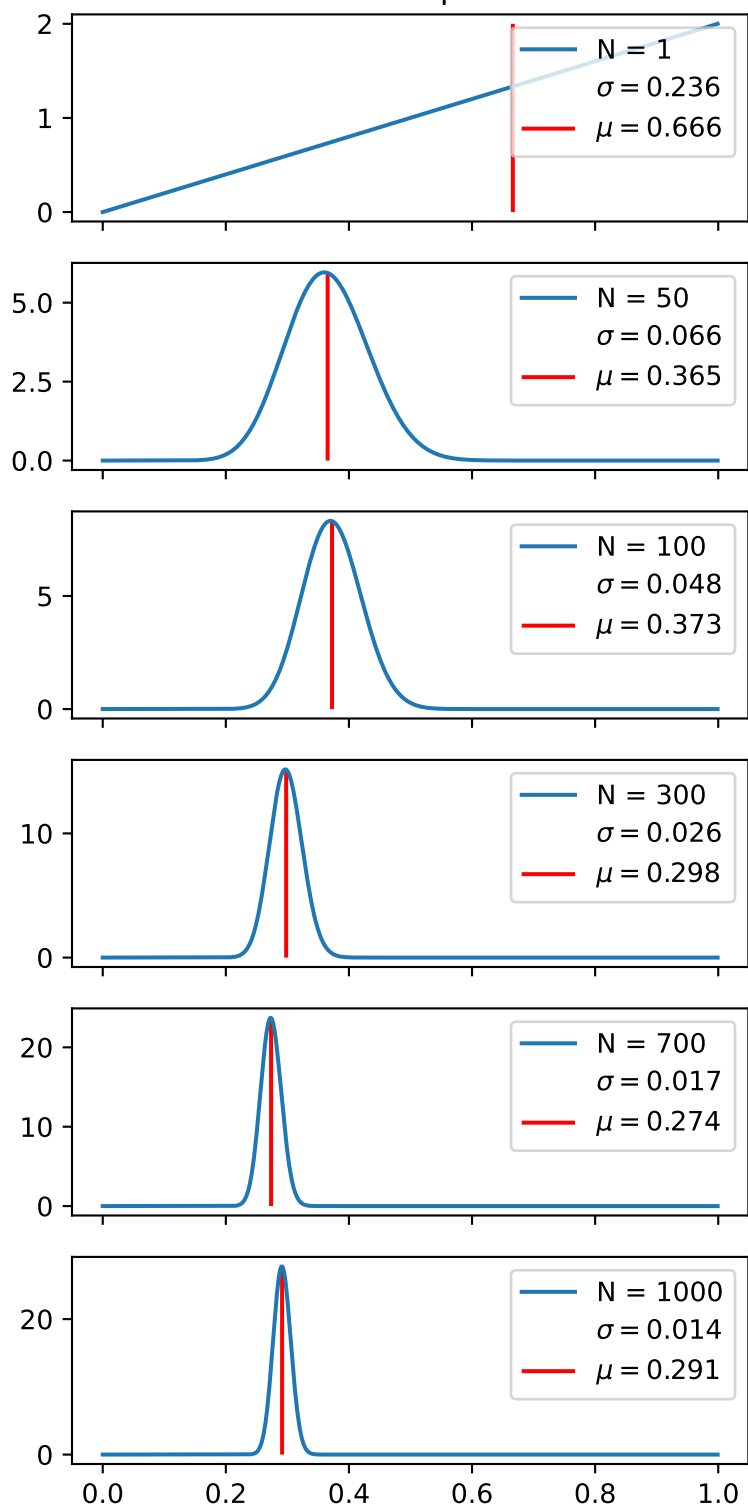 2
1
0
N = 1
σ = 0.236
μ = 0.666
5.0
2.5
0.0
N = 50
σ = 0.066
μ = 0.365
5
0
N = 100
σ = 0.048
μ = 0.373
10
0
N = 300
σ = 0.026
μ = 0.298
20
10
0
N = 700
σ = 0.017
μ = 0.274
20
0
N = 1000
σ = 0.014
μ = 0.291
0.0 0.2 0.4 0.6 0.8 1.0